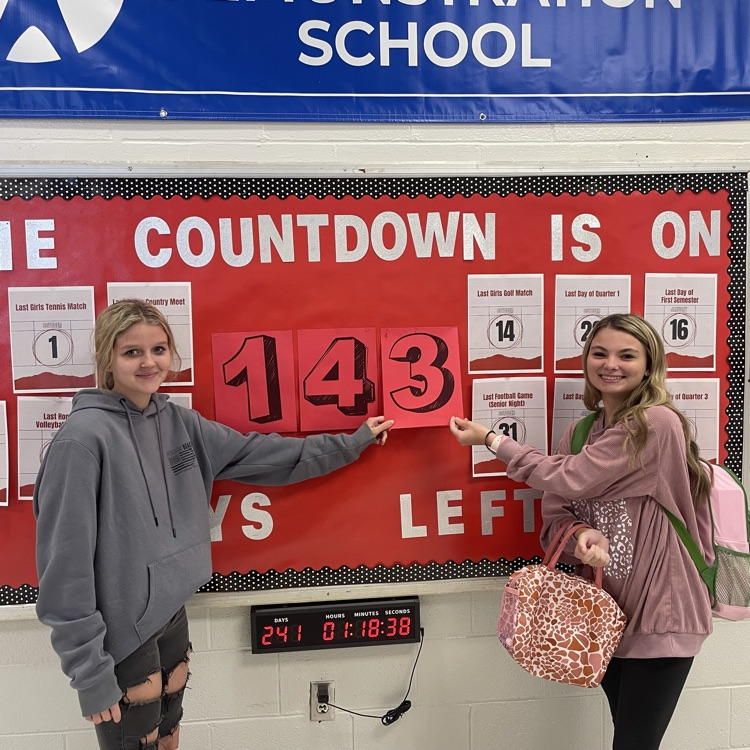 DEMONSTRATION
SCHOOL
COUNTDOWN IS ON
Last Girls Tennis Match
1
Country Meet
143
Last Girls Golf Match
14
Last Day of Quarter 1
Last Day of
First Semester
16
Last Football Game
(Senior Night)
31
Last
Quarter 3
LEFT
DAYS HOURS MINUTES SECONDS
241 01:18:38